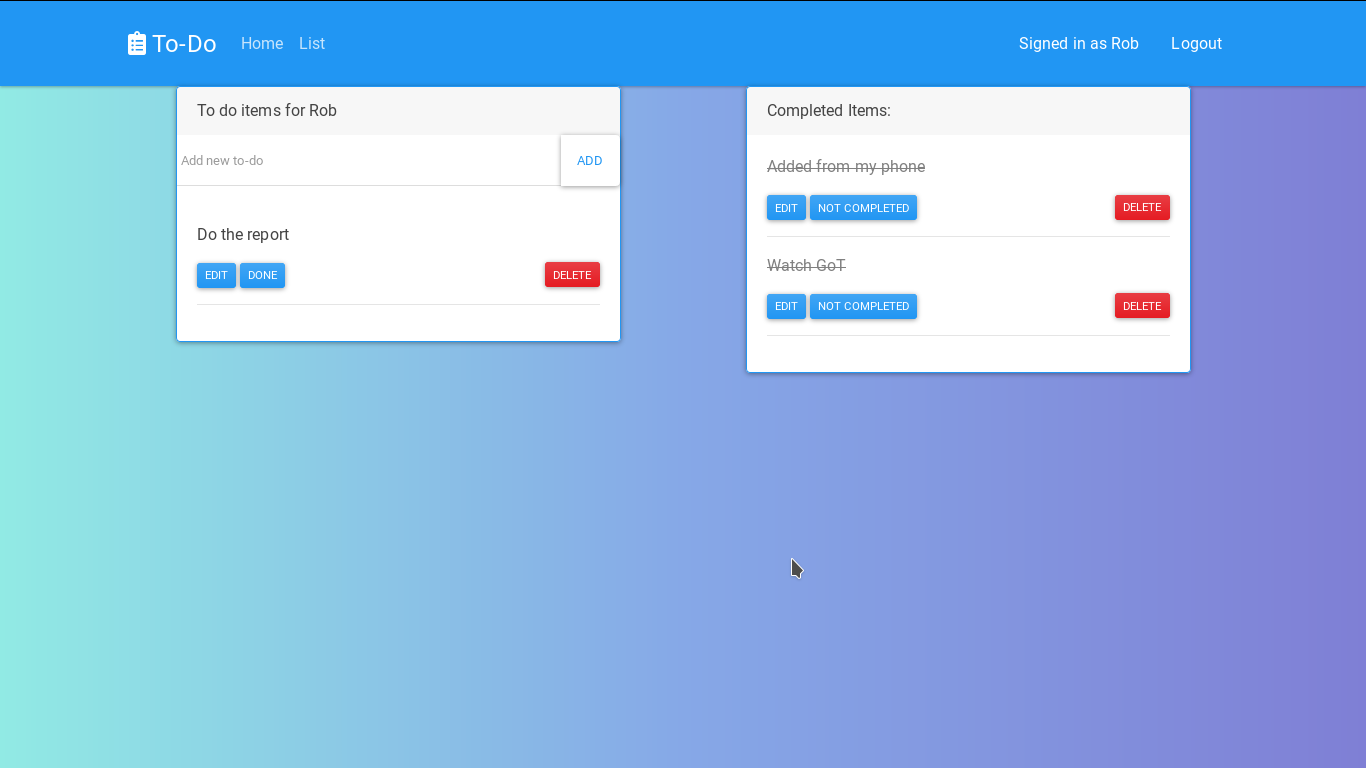 To-Do Home List Signed in as Rob Logout
To do items for Rob
Add new to-do ADD
Do the report
EDIT DONE DELETE
Completed Items:
Added from my phone
EDIT NOT COMPLETED DELETE
Watch GoT
EDIT NOT COMPLETED DELETE